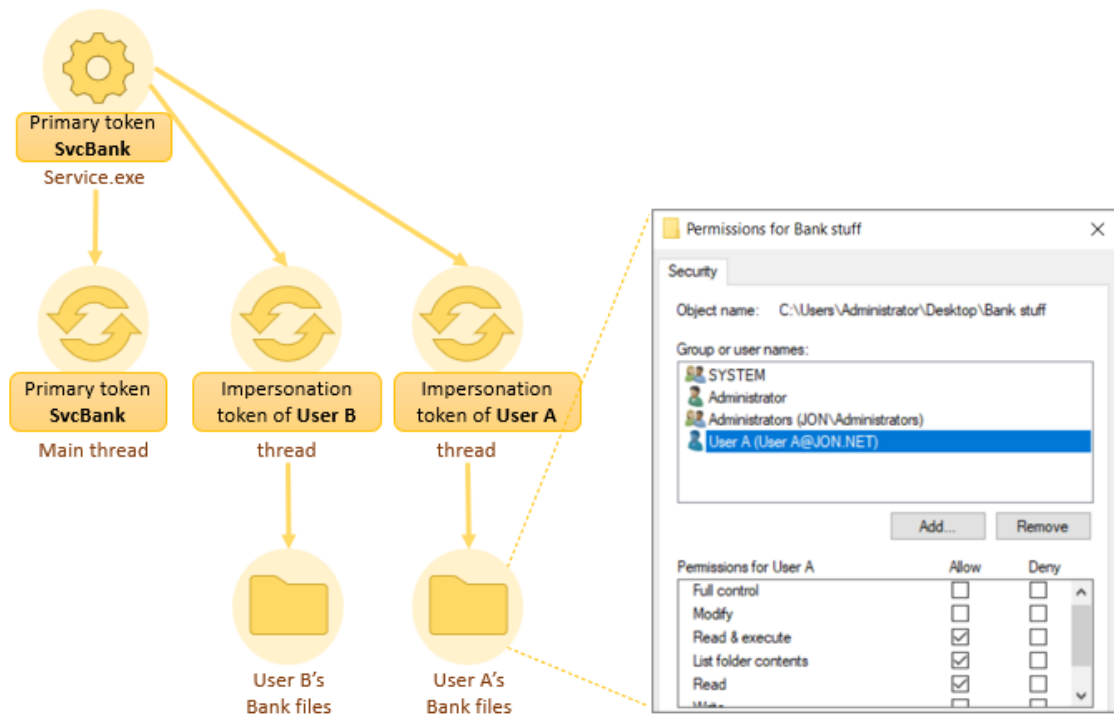 Primary token
SvcBank
Service.exe
Primary token
SvcBank
Main thread
Impersonation
token of User B
thread
Impersonation
token of User A
thread
User B's
Bank files
User A's
Bank files
Permissions for Bank stuff
Security
Object name: C:\Users\Administrator\Desktop\Bank stuff
Group or user names:
SYSTEM
Administrator
Administrators (JON\Administrators)
User A (User A@JON.NET)
Add...
Remove
Permissions for User A Allow Deny
Full control
Modify
Read & execute
List folder contents
Read